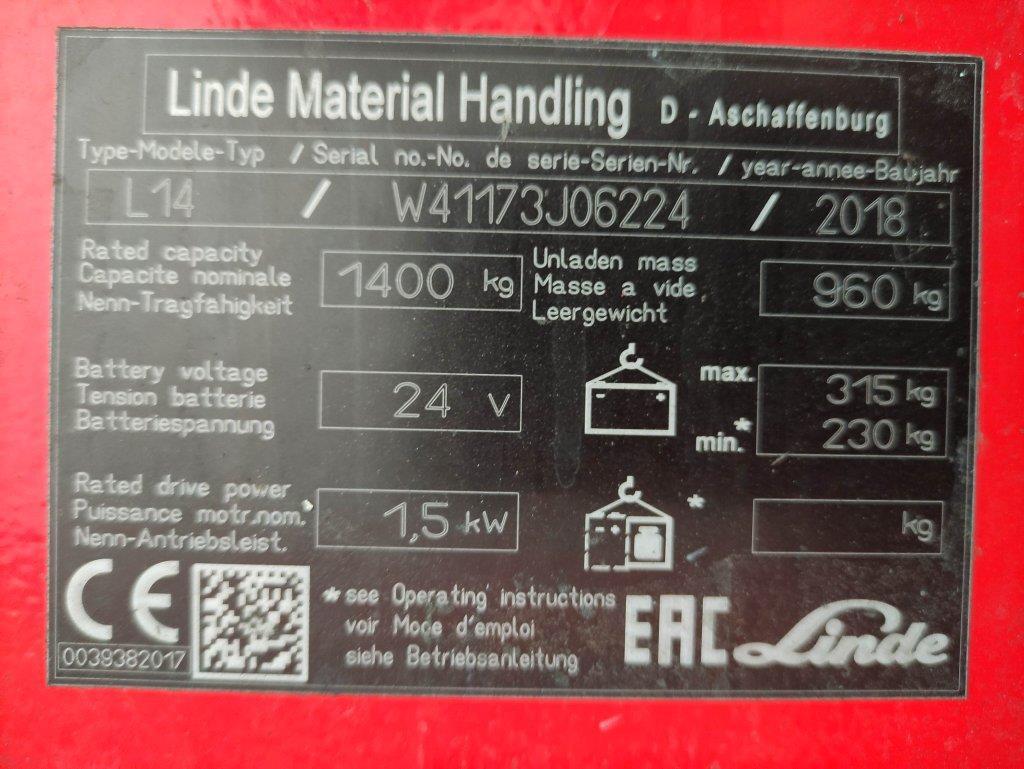 Linde Material Handling D - Aschaffenburg
Type-Modele-Typ / Serial no.-No. de serie-Serien-Nr. / year-annee-Baujahr
L14 / W41173J06224 / 2018
Rated capacity
Capacite nominale
Nenn-Tragfähigkeit
1400 kg
Unladen mass
Masse a vide
Leergewicht
960 kg
Battery voltage
Tension batterie
Batteriespannung
24 V
- +
max. 315 kg
min.* 230 kg
Rated drive power
Puissance motr.nom.
Nenn-Antriebsleist.
1,5 kW
* kg
CE
0039382017
*see Operating instructions
voir Mode d'emploi
siehe Betriebsanleitung
EAC Linde